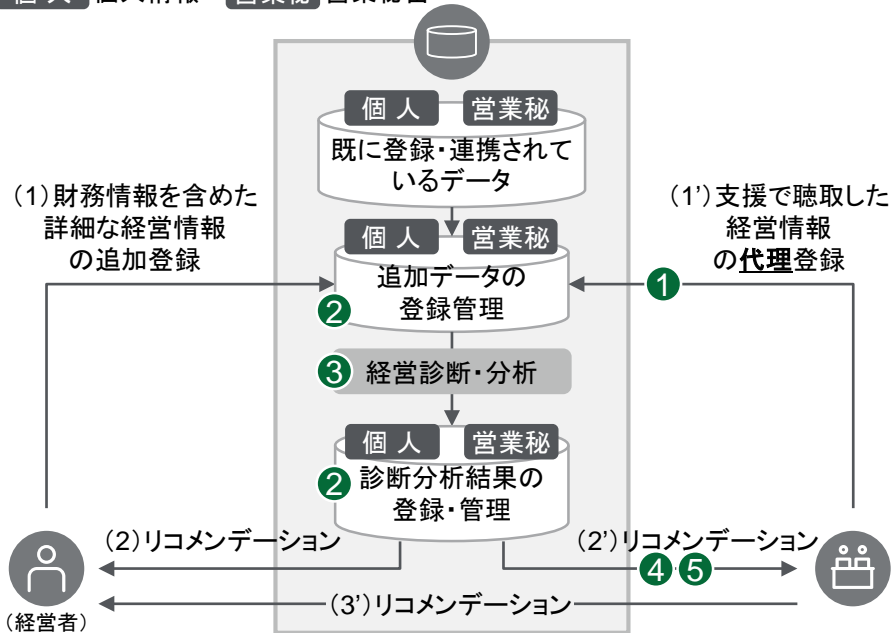 個人 個人情報 営業秘 営業秘密
個人 営業秘
既に登録・連携されて
いるデータ
(1)財務情報を含めた
詳細な経営情報
の追加登録
(1')支援で聴取した
経営情報
の代理登録
個人 営業秘
追加データの
登録管理
1
2
3 経営診断・分析
個人 営業秘
2 診断分析結果の
登録・管理
(2)リコメンデーション
(2')リコメンデーション
4 5
(3')リコメンデーション
(経営者)